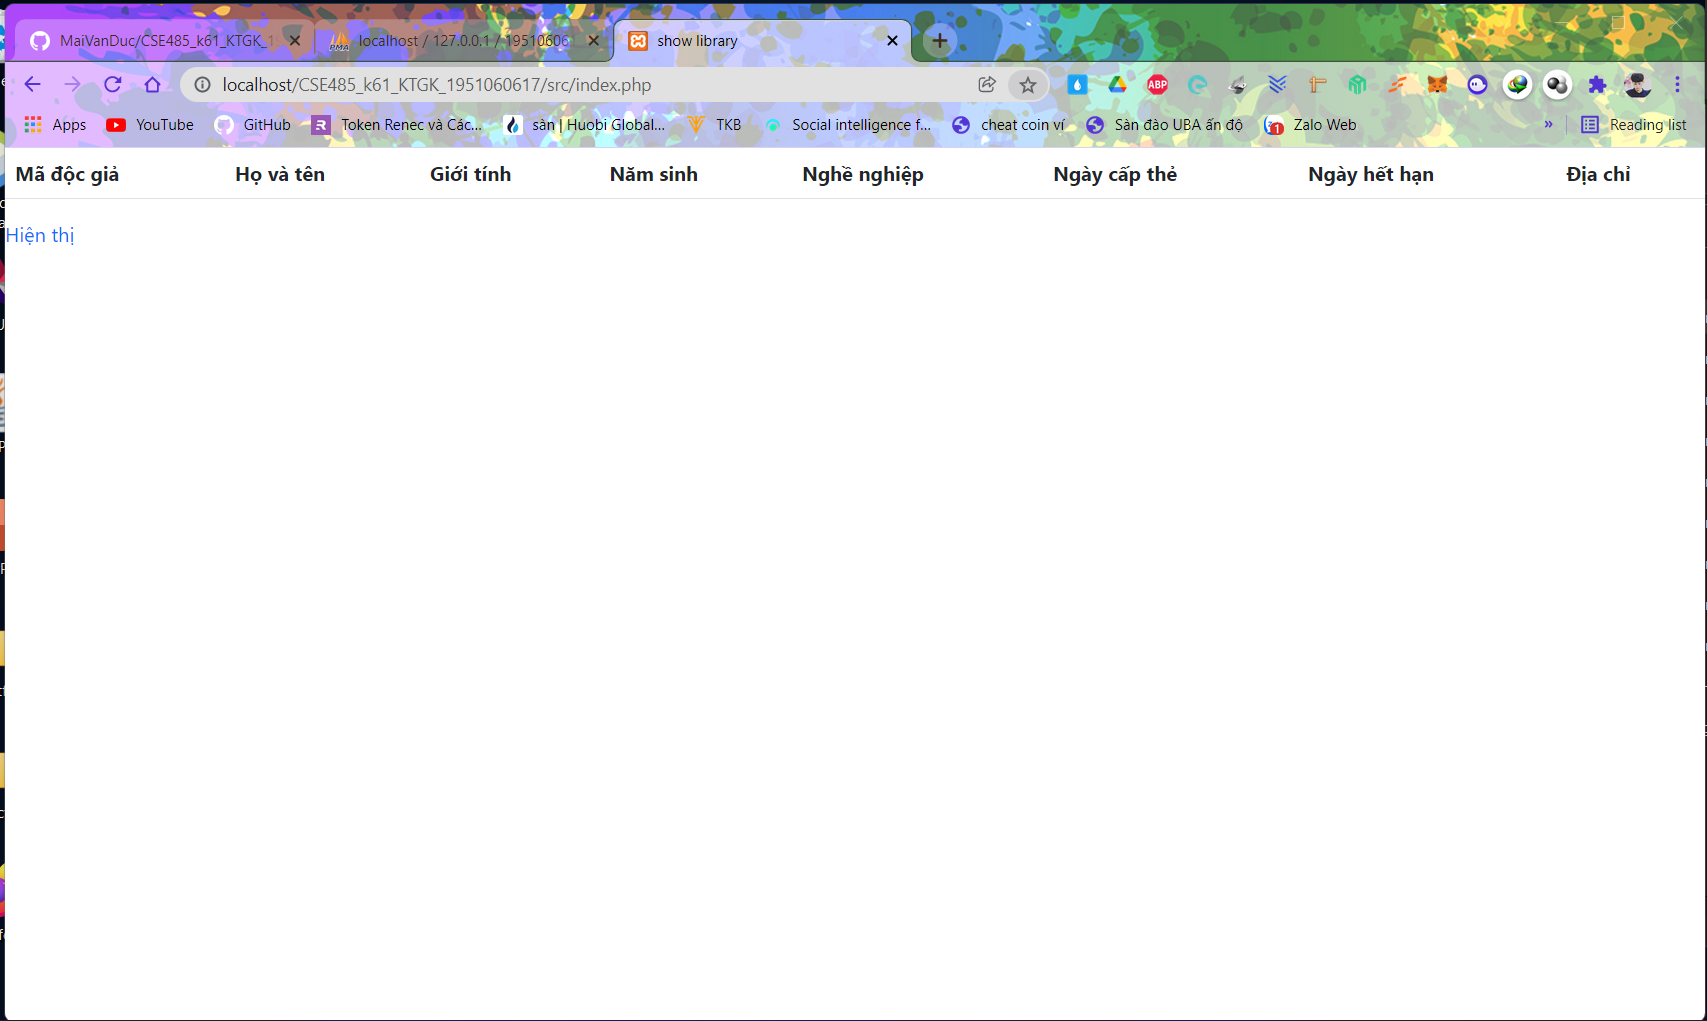 MaiVanDuc/CSE485_k61_KTGK_19
localhost / 127.0.0.1 / 195106061
show library
localhost/CSE485_k61_KTGK_1951060617/src/index.php
ABP
Apps
YouTube
GitHub
Token Renec và Các...
sàn | Huobi Global...
TKB
Social intelligence f...
cheat coin ví
Sàn đào UBA ấn độ
Zalo Web
»
Reading list
Mã độc giả Họ và tên Giới tính Năm sinh Nghề nghiệp Ngày cấp thẻ Ngày hết hạn Địa chỉ
Hiện thị